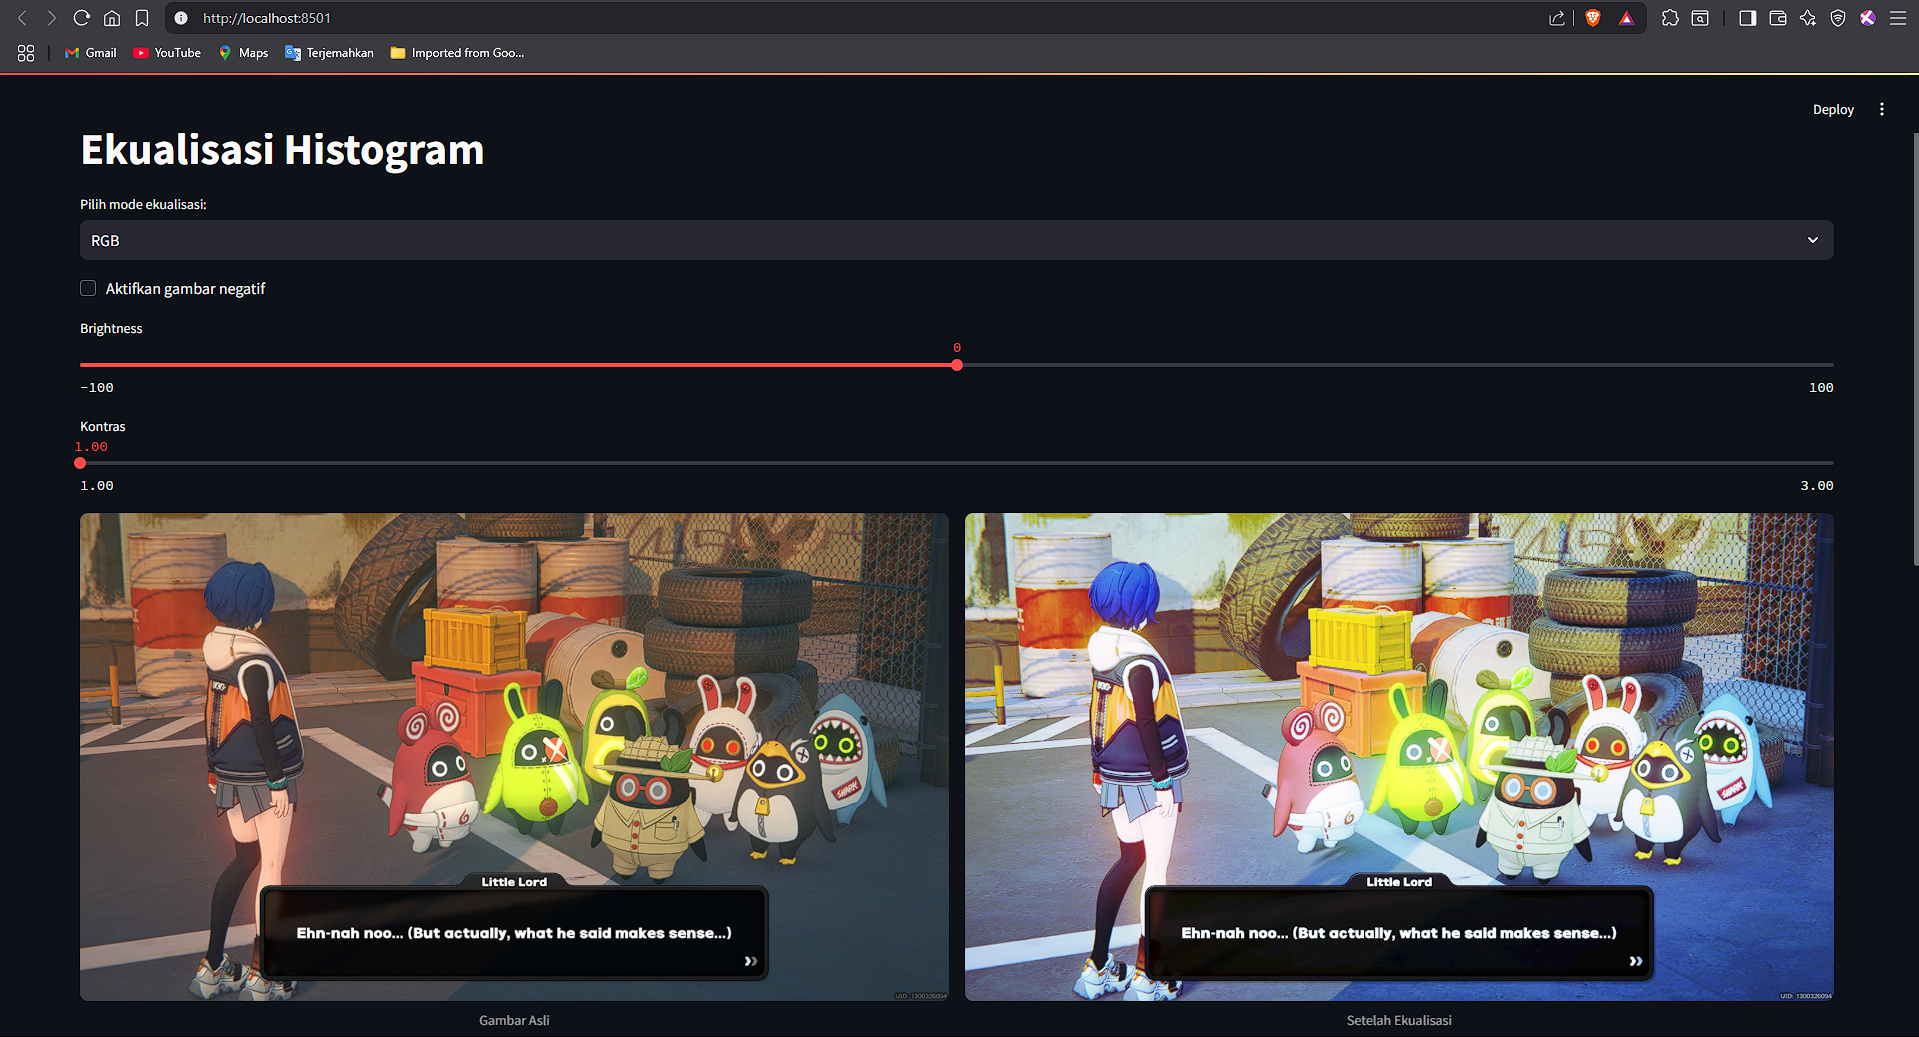 http://localhost:8501
Gmail YouTube Maps Terjemahkan Imported from Goo...
Deploy
Ekualisasi Histogram
Pilih mode ekualisasi:
RGB
Aktifkan gambar negatif
Brightness
0
-100 100
Kontras
1.00
1.00 3.00
SHARK
Little Lord
Ehn-nah noo... (But actually, what he said makes sense...)
UID: 1300326094
Gambar Asli
SHARK
Little Lord
Ehn-nah noo... (But actually, what he said makes sense...)
UID: 1300326094
Setelah Ekualisasi